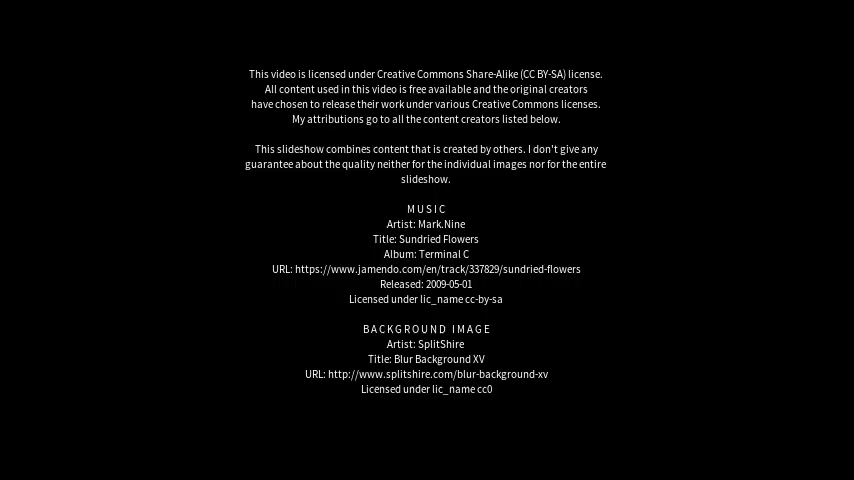 This video is licensed under Creative Commons Share-Alike (CC BY-SA) license.
All content used in this video is free available and the original creators
have chosen to release their work under various Creative Commons licenses.
My attributions go to all the content creators listed below.
This slideshow combines content that is created by others. I don't give any
guarantee about the quality neither for the individual images nor for the entire
slideshow.
MUSIC
Artist: Mark.Nine
Title: Sundried Flowers
Album: Terminal C
URL: https://www.jamendo.com/en/track/337829/sundried-flowers
Released: 2009-05-01
Licensed under lic_name cc-by-sa
BACKGROUND IMAGE
Artist: SplitShire
Title: Blur Background XV
URL: http://www.splitshire.com/blur-background-xv
Licensed under lic_name cc0